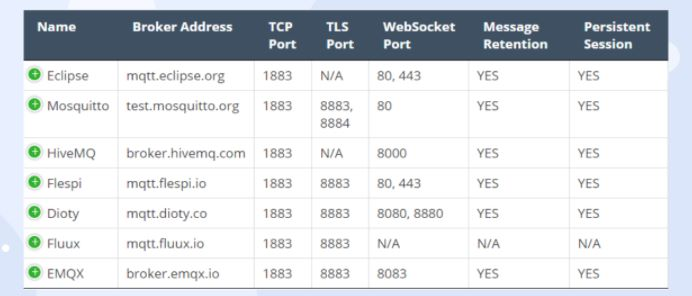 Name Broker Address TCP Port TLS Port WebSocket Port Message Retention Persistent Session
Eclipse mqtt.eclipse.org 1883 N/A 80, 443 YES YES
Mosquitto test.mosquitto.org 1883 8883, 8884 80 YES YES
HiveMQ broker.hivemq.com 1883 N/A 8000 YES YES
Flespi mqtt.flespi.io 1883 8883 80, 443 YES YES
Dioty mqtt.dioty.co 1883 8883 8080, 8880 YES YES
Fluux mqtt.fluux.io 1883 8883 N/A N/A N/A
EMQX broker.emqx.io 1883 8883 8083 YES YES